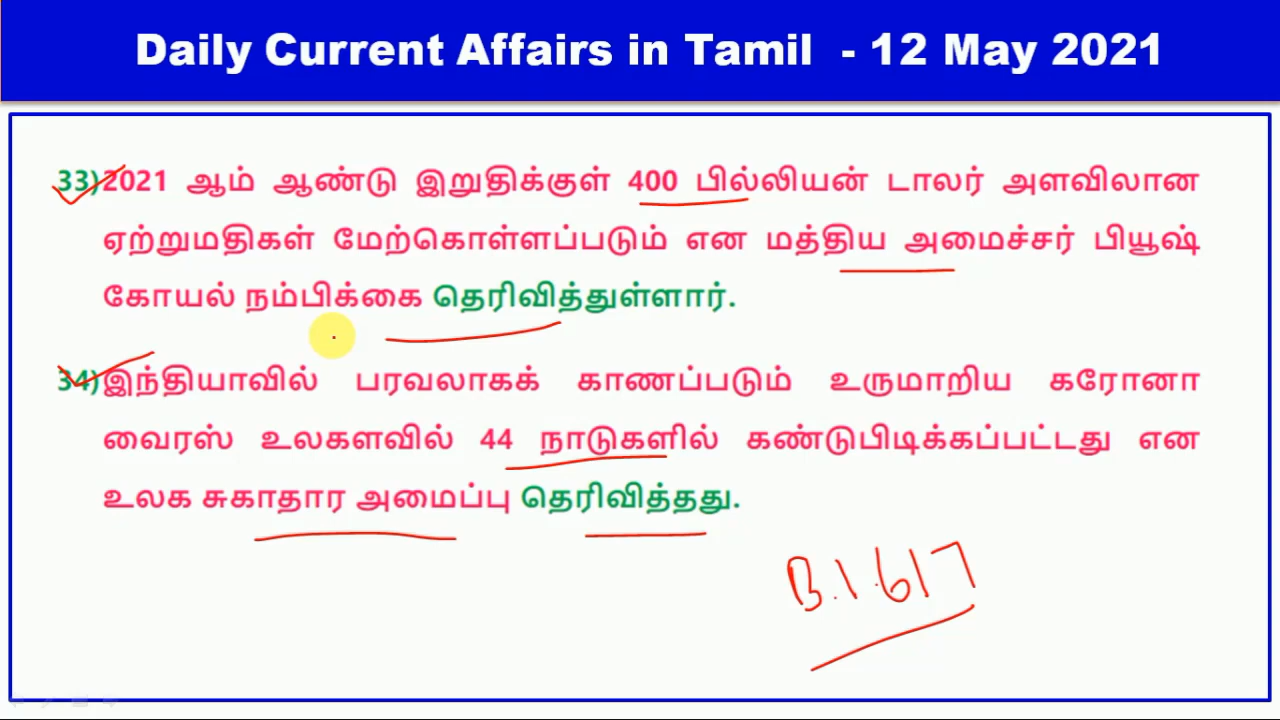 Daily Current Affairs in Tamil - 12 May 2021
33)2021 ஆம் ஆண்டு இறுதிக்குள் 400 பில்லியன் டாலர் அளவிலான
ஏற்றுமதிகள் மேற்கொள்ளப்படும் என மத்திய அமைச்சர் பியூஷ்
கோயல் நம்பிக்கை தெரிவித்துள்ளார்.
34)இந்தியாவில் பரவலாகக் காணப்படும் உருமாறிய கரோனா
வைரஸ் உலகளவில் 44 நாடுகளில் கண்டுபிடிக்கப்பட்டது என
உலக சுகாதார அமைப்பு தெரிவித்தது.
B.1.617